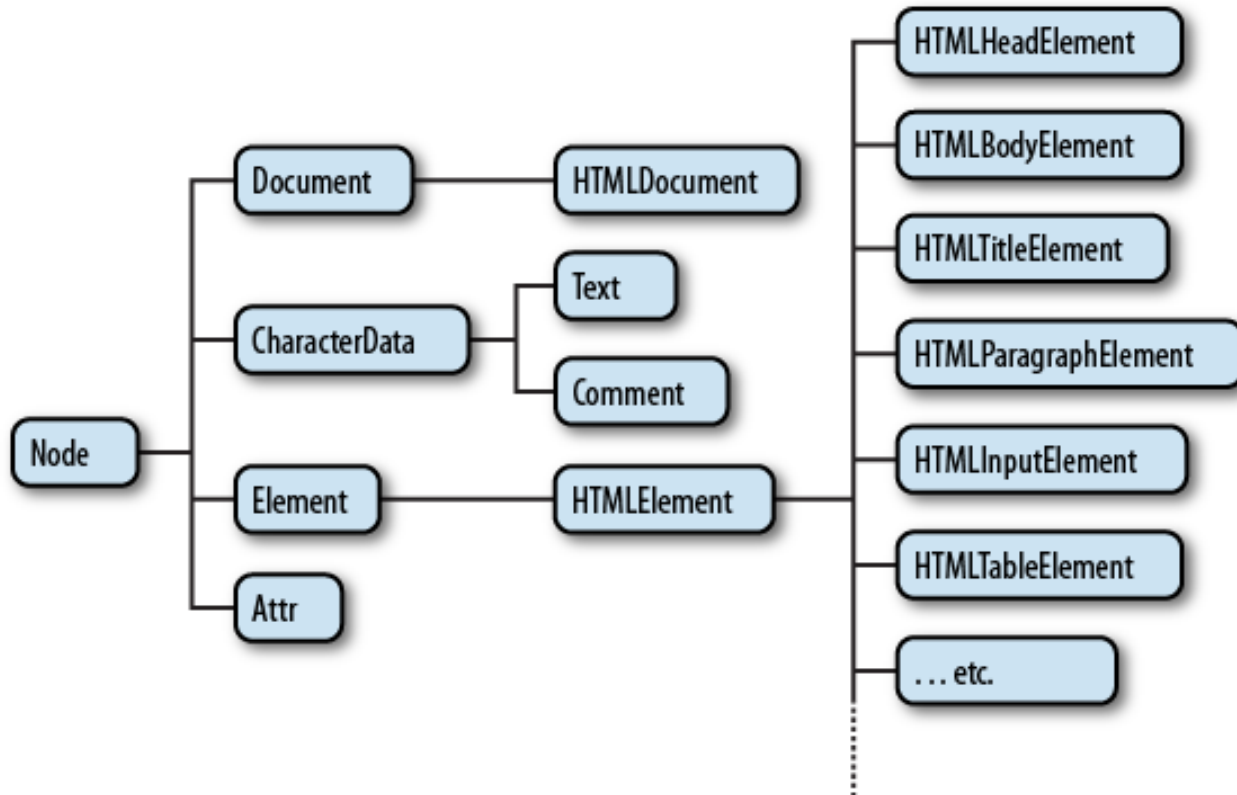 Node
Document
CharacterData
Element
Attr
HTMLDocument
Text
Comment
HTMLElement
HTMLHeadElement
HTMLBodyElement
HTMLTitleElement
HTMLParagraphElement
HTMLInputElement
HTMLTableElement
. . . etc.